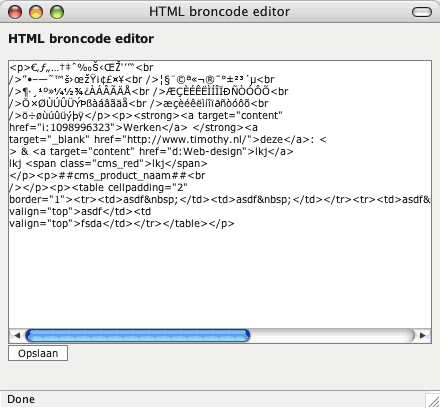 HTML broncode editor
HTML broncode editor
<p>€,ƒ„…†‡ˆ‰Š‹ŒŽ‘’“<br
/>”•–—˜™š›œžŸ¡¢£¤¥<br />¦§¨©ª«¬®¯°±²³´µ<br
/>¶·¸¹º»¼½¾¿ÀÁÂÃÄÅ<br />ÆÇÈÉÊËÌÍÎÏÐÑÒÓÔÕ<br
/>Õ×ØÙÚÛÜÝÞßàáâãäå<br />æçèéêëìíîïðñòóôõ<br
/>ö÷øùúûüýþÿ</p><p><strong><a target="content"
href="i:1098996323">Werken</a> </strong><a
target="_blank" href="http://www.timothy.nl/">deze</a>: <
> & <a target="content" href="d:Web-design">lkj</a>
lkj <span class="cms_red">lkj</span>
</p><p>##cms_product_naam##<br
/></p><p><table cellpadding="2"
border="1"><tr><td>asdf&nbsp;</td><td>asdf&nbsp;</td></tr><tr><td>asdf&
valign="top">asdf</td><td
valign="top">fsda</td></tr></table></p>
Opslaan
Done